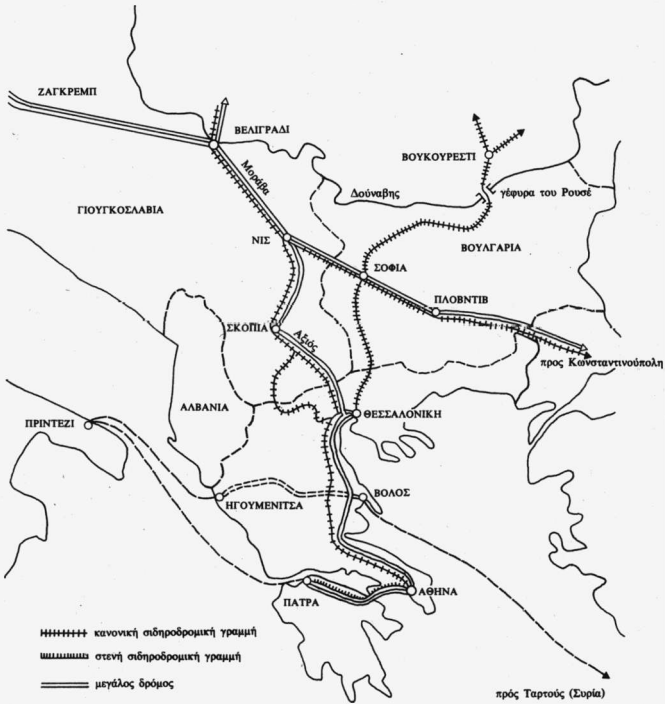 ΖΑΓΚΡΕΜΠ
ΒΕΛΙΓΡΑΔΙ
ΒΟΥΚΟΥΡΕΣΤΙ
Μοράβα
Δούναβης
γέφυρα του Ρουσέ
ΓΙΟΥΓΚΟΣΛΑΒΙΑ
ΝΙΣ
ΒΟΥΛΓΑΡΙΑ
ΣΟΦΙΑ
ΠΛΟΒΝΤΙΒ
ΣΚΟΠΙΑ
Αξιός
προς Κωνσταντινούπολη
ΑΛΒΑΝΙΑ
ΘΕΣΣΑΛΟΝΙΚΗ
ΠΡΙΝΤΕΖΙ
ΗΓΟΥΜΕΝΙΤΣΑ
ΒΟΛΟΣ
ΠΑΤΡΑ
ΑΘΗΝΑ
κανονική σιδηροδρομική γραμμή
στενή σιδηροδρομική γραμμή
μεγάλος δρόμος
πρός Ταρτούς (Συρία)